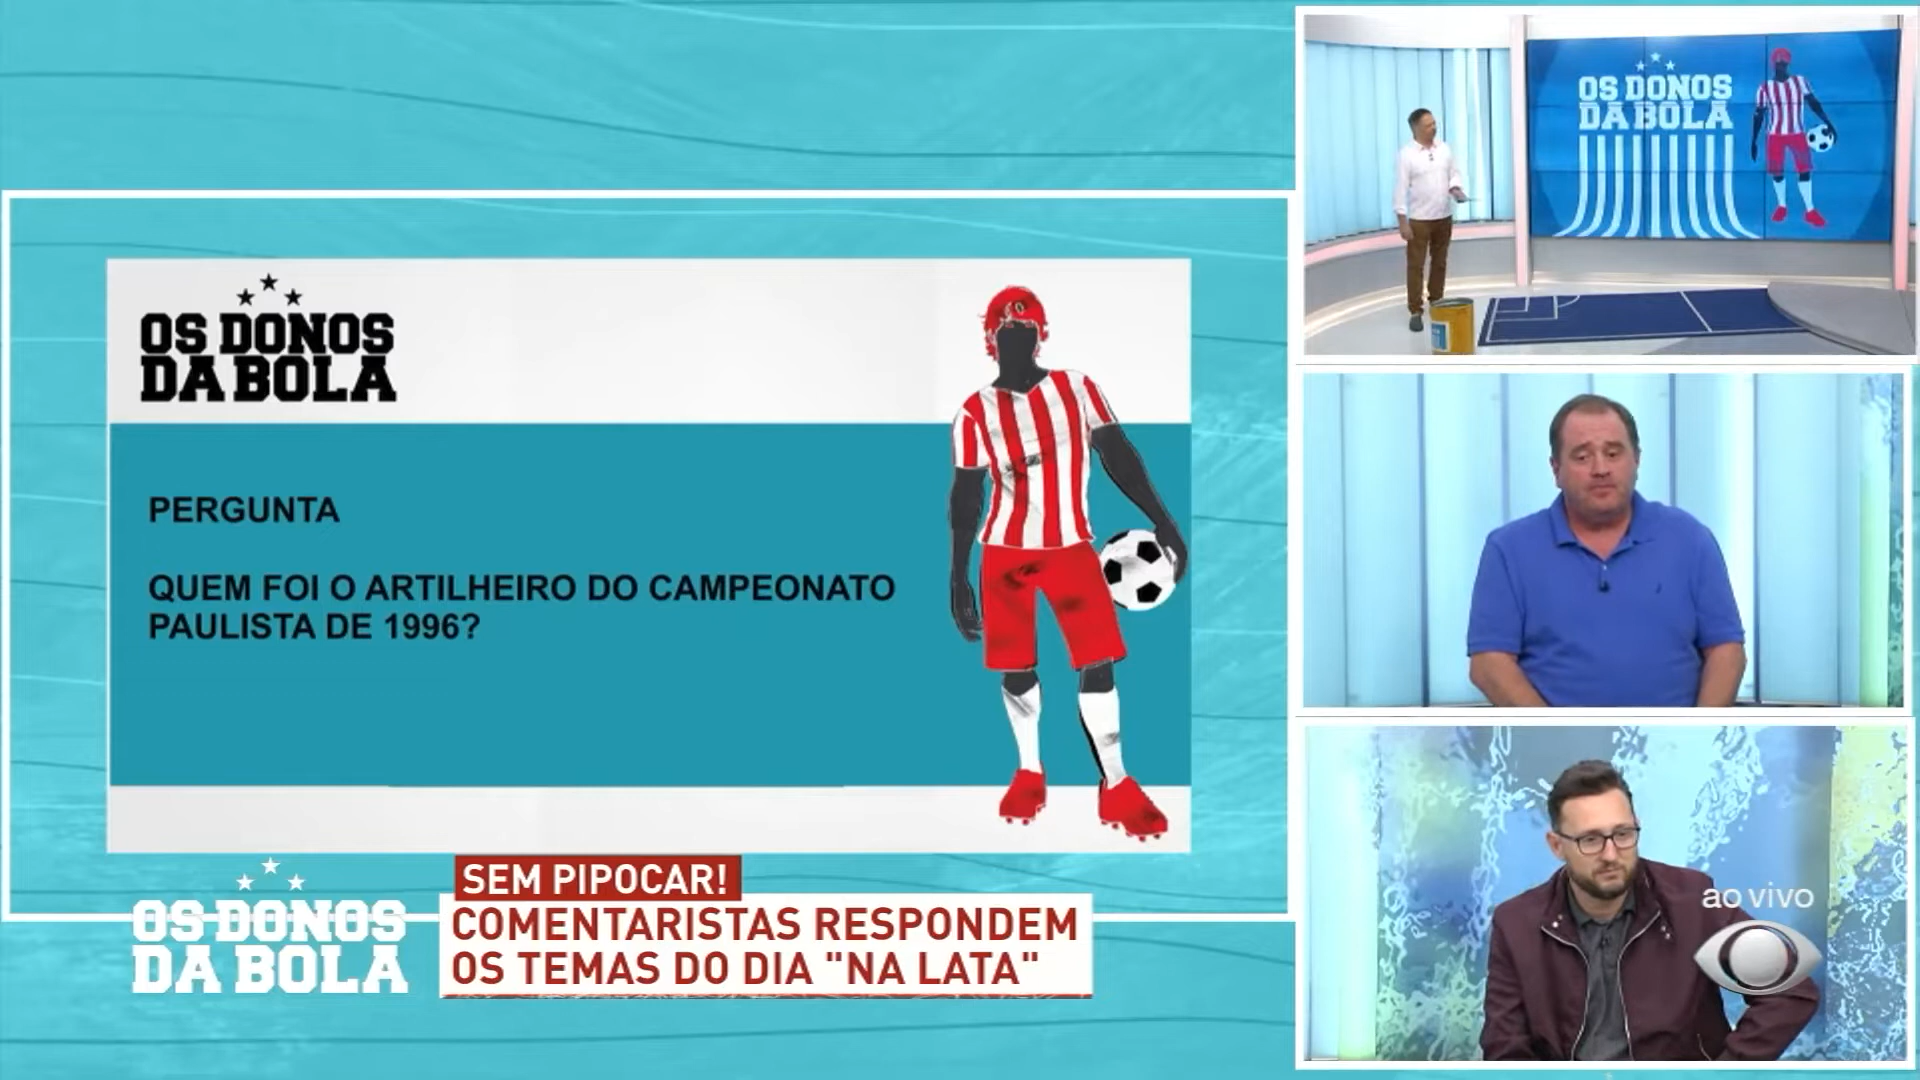 OS DONOS
DA BOLA
PERGUNTA
QUEM FOI O ARTILHEIRO DO CAMPEONATO
PAULISTA DE 1996?
SEM PIPOCAR!
COMENTARISTAS RESPONDEM
OS TEMAS DO DIA "NA LATA"
OS DONOS
DA BOLA
OS DONOS
DA BOLA
ao vivo